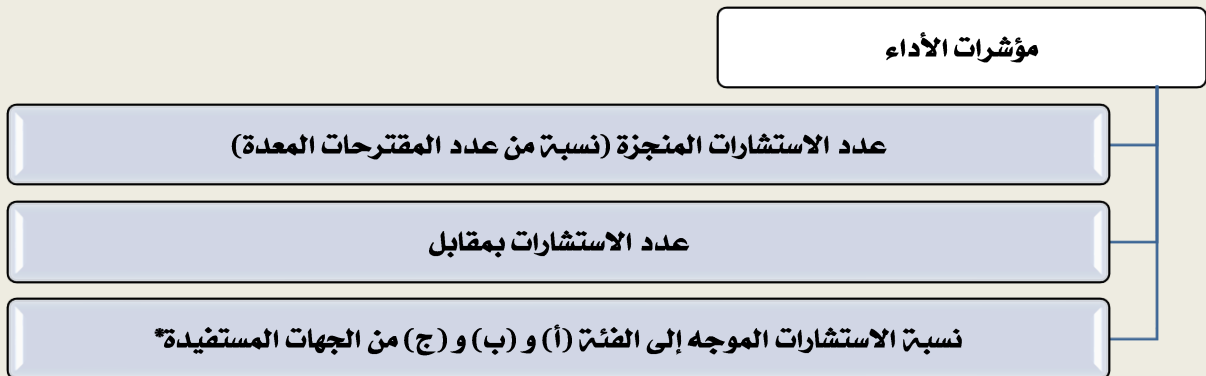 مؤشرات الأداء
عدد الاستشارات المنجزة (نسبة من عدد المقترحات المعدة)
عدد الاستشارات بمقابل
نسبة الاستشارات الموجه إلى الفئة (أ) و (ب) و (ج) من الجهات المستفيدة*